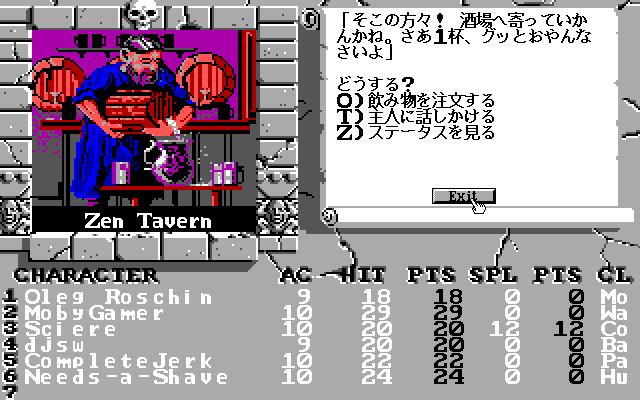 「そこの方々！ 酒場へ寄っていか
んかね。さあ1杯、クッとおやんな
さいよ」
どうする?
O) 飲み物を注文する
T) 主人に話しかける
Z) ステータスを見る
Exit
Zen Tavern
CHARACTER AC HIT PTS SPL PTS CL
1 Oleg Roschin 9 18 18 0 0 Mo
2 MobyGamer 10 29 29 0 0 Wa
3 Sciere 10 20 20 12 12 Co
4 djsw 9 20 20 0 0 Ba
5 CompleteJerk 10 22 22 0 0 Pa
6 Needs-a-Shave 10 24 24 0 0 Hu
7